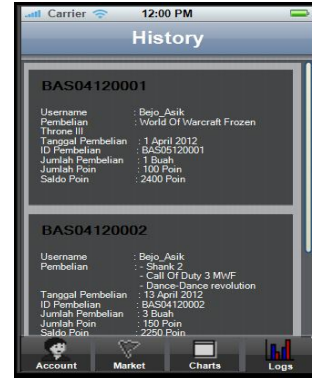 Carrier 12:00 PM
History
BAS04120001
Username : Bejo_Asik
Pembelian : World Of Warcraft Frozen
Throne III
Tanggal Pembelian : 1 April 2012
ID Pembelian : BAS05120001
Jumlah Pembelian : 1 Buah
Jumlah Poin : 100 Poin
Saldo Poin : 2400 Poin
BAS04120002
Username : Bejo_Asik
Pembelian : - Shank 2
- Call Of Duty 3 MWF
- Dance-Dance revolution
Tanggal Pembelian : 13 April 2012
ID Pembelian : BAS04120002
Jumlah Pembelian : 3 Buah
Jumlah Poin : 150 Poin
Saldo Poin : 2250 Poin
Account Market Charts Logs